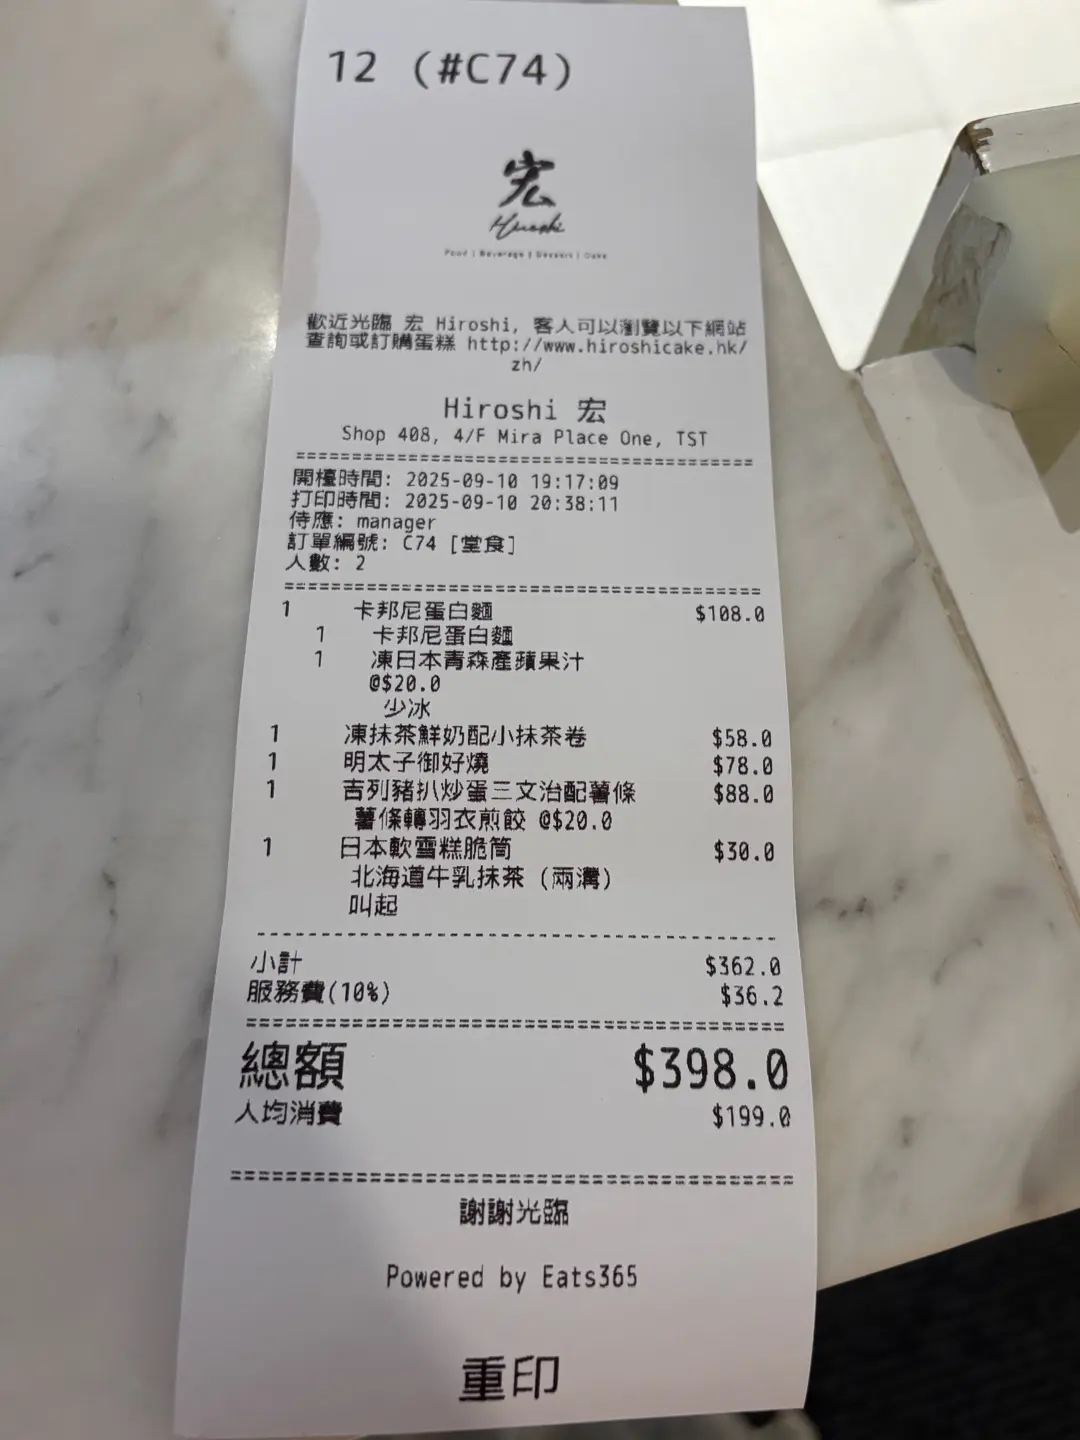 12 (#C74)
宏
Hiroshi
Food | Beverage | Dessert | Cake
歡迎光臨 宏 Hiroshi, 客人可以瀏覽以下網站
查詢或訂購蛋糕 http://www.hiroshicake.hk/
zh/
Hiroshi 宏
Shop 408, 4/F Mira Place One, TST
開檯時間: 2025-09-10 19:17:09
打印時間: 2025-09-10 20:38:11
侍應: manager
訂單編號: C74 [堂食]
人數: 2
1 卡邦尼蛋白麵 $108.0
1 卡邦尼蛋白麵
1 凍日本青森產蘋果汁
@$20.0
少冰
1 凍抹茶鮮奶配小抹茶卷 $58.0
1 明太子御好燒 $78.0
1 吉列豬扒炒蛋三文治配薯條 $88.0
薯條轉羽衣煎餃 @$20.0
1 日本軟雪糕脆筒 $30.0
北海道牛乳抹茶 (兩溝)
叫起
小計 $362.0
服務費(10%) $36.2
總額 $398.0
人均消費 $199.0
謝謝光臨
Powered by Eats365
重印